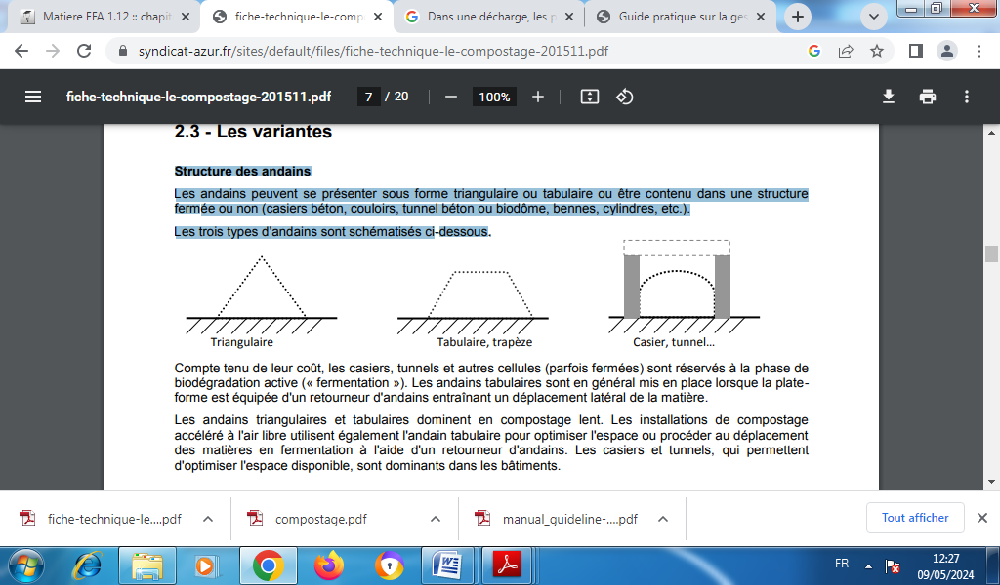 Matiere EFA 1.12 :: chapit
fiche-technique-le-comp
Dans une décharge, les p
Guide pratique sur la ges
syndicat-azur.fr/sites/default/files/fiche-technique-le-compostage-201511.pdf
fiche-technique-le-compostage-201511.pdf
7 / 20
100%
2.3 - Les variantes
Structure des andains
Les andains peuvent se présenter sous forme triangulaire ou tabulaire ou être contenu dans une structure
fermée ou non (casiers béton, couloirs, tunnel béton ou biodôme, bennes, cylindres, etc.).
Les trois types d'andains sont schématisés ci-dessous.
Triangulaire
Tabulaire, trapèze
Casier, tunnel...
Compte tenu de leur coût, les casiers, tunnels et autres cellules (parfois fermées) sont réservés à la phase de
biodégradation active (« fermentation »). Les andains tabulaires sont en général mis en place lorsque la plate-
forme est équipée d'un retourneur d'andains entraînant un déplacement latéral de la matière.
Les andains triangulaires et tabulaires dominent en compostage lent. Les installations de compostage
accéléré à l'air libre utilisent également l'andain tabulaire pour optimiser l'espace ou procéder au déplacement
des matières en fermentation à l'aide d'un retourneur d'andains. Les casiers et tunnels, qui permettent
d'optimiser l'espace disponible, sont dominants dans les bâtiments.
fiche-technique-le....pdf
compostage.pdf
manual_guideline-....pdf
Tout afficher
FR
12:27
09/05/2024